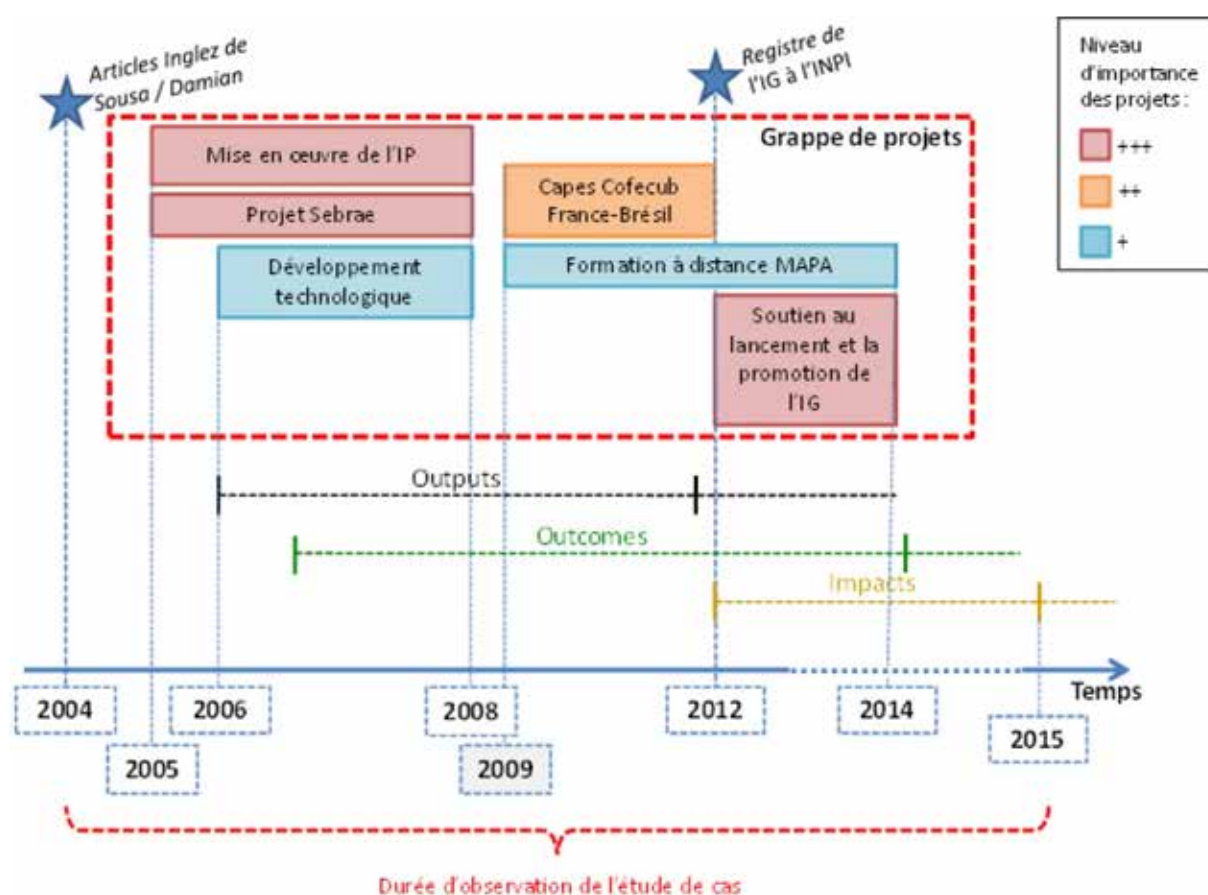 Articles Inglez de
Sousa / Damian
Registre de
l'IG à l'INPI
Niveau
d'importance
des projets :
+++
++
+
Grappe de projets
Mise en œuvre de l'IP
Projet Sebrae
Développement
technologique
Capes Cofecub
France-Brésil
Formation à distance MAPA
Soutien au
lancement et la
promotion de
l'IG
Outputs
Outcomes
Impacts
Temps
2004
2006
2008
2012
2014
2005
2009
2015
Durée d'observation de l'étude de cas